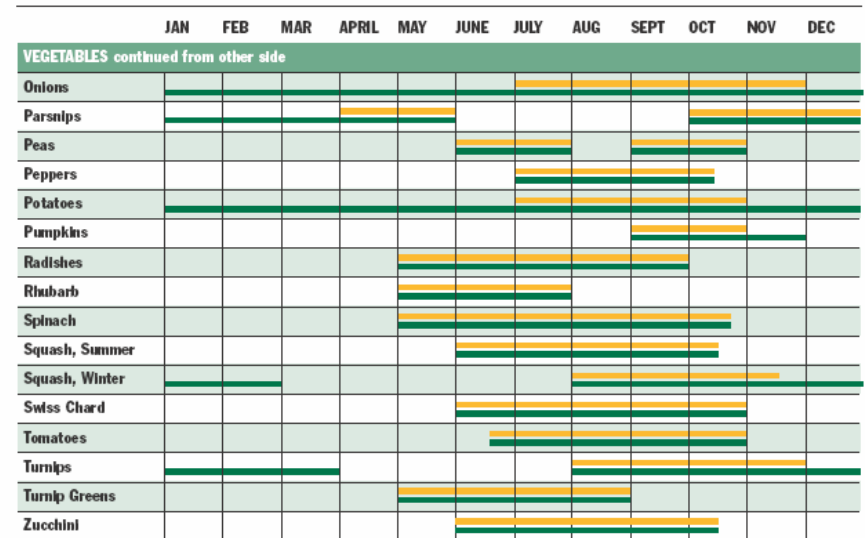 JAN FEB MAR APRIL MAY JUNE JULY AUG SEPT OCT NOV DEC
VEGETABLES continued from other side
Onions
Parsnips
Peas
Peppers
Potatoes
Pumpkins
Radishes
Rhubarb
Spinach
Squash, Summer
Squash, Winter
Swiss Chard
Tomatoes
Turnips
Turnip Greens
Zucchini